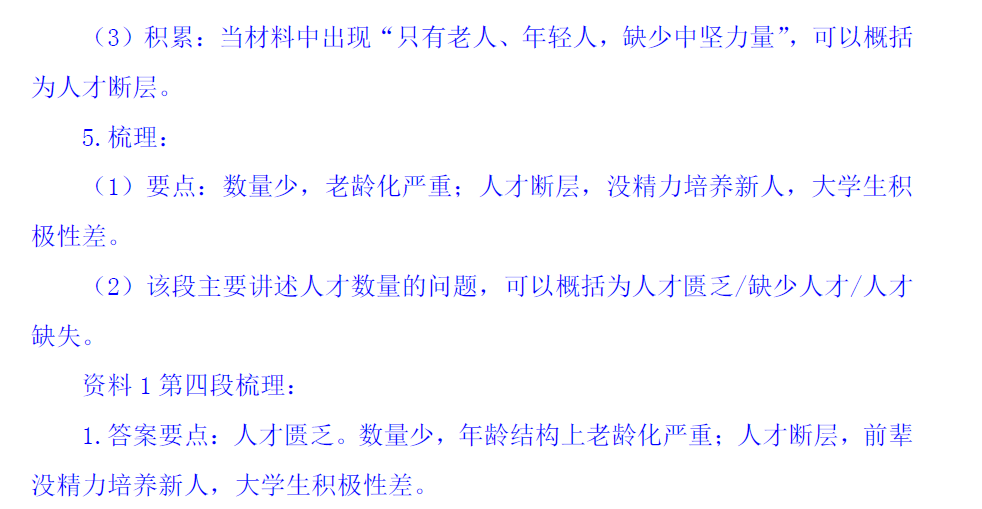 （3）积累：当材料中出现“只有老人、年轻人，缺少中坚力量”，可以概括
为人才断层。
5.梳理：
（1）要点：数量少，老龄化严重；人才断层，没精力培养新人，大学生积
极性差。
（2）该段主要讲述人才数量的问题，可以概括为人才匮乏/缺少人才/人才
缺失。
资料 1 第四段梳理：
1.答案要点：人才匮乏。数量少，年龄结构上老龄化严重；人才断层，前辈
没精力培养新人，大学生积极性差。